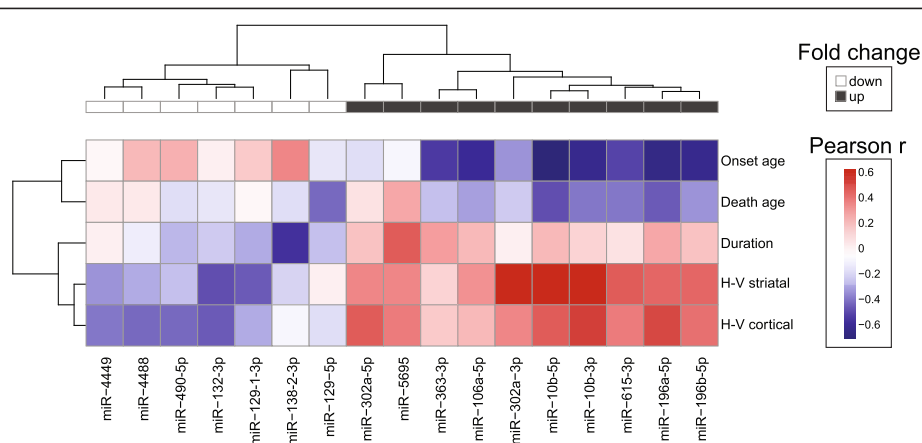 Fold change
down
up
Pearson r
0.6
0.4
0.2
0
−0.2
−0.4
−0.6
Onset age
Death age
Duration
H-V striatal
H-V cortical
miR−4449
miR−4488
miR-490-5p
miR-132-3p
miR−129-1-3p
miR−138-2-3p
miR−129−5p
miR−302a-5p
miR−5695
miR−363-3p
miR−106a-5p
miR−302a−3p
miR−10b-5p
miR−10b-3p
miR−615-3p
miR−196a-5p
miR−196b-5p